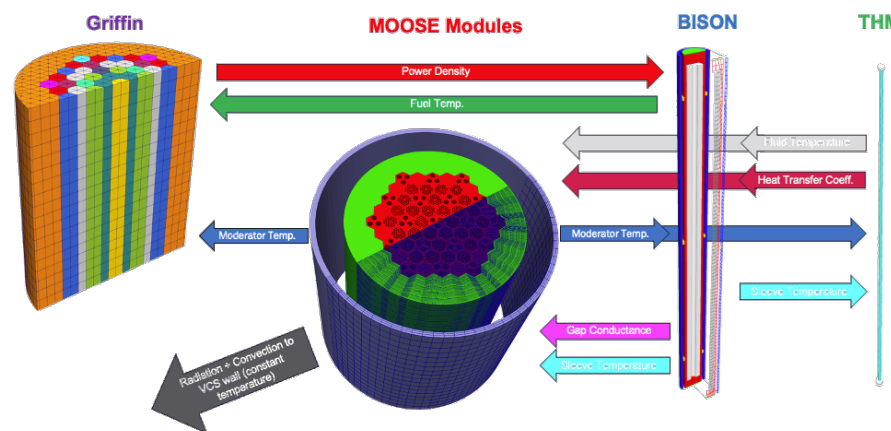 Griffin
MOOSE Modules
BISON
THM
Power Density
Fuel Temp.
Fluid Temperature
Heat Transfer Coeff.
Moderator Temp.
Moderator Temp.
Sleeve Temperature
Gap Conductance
Sleeve Temperature
Radiation + Convection to
VCS wall (constant
temperature)